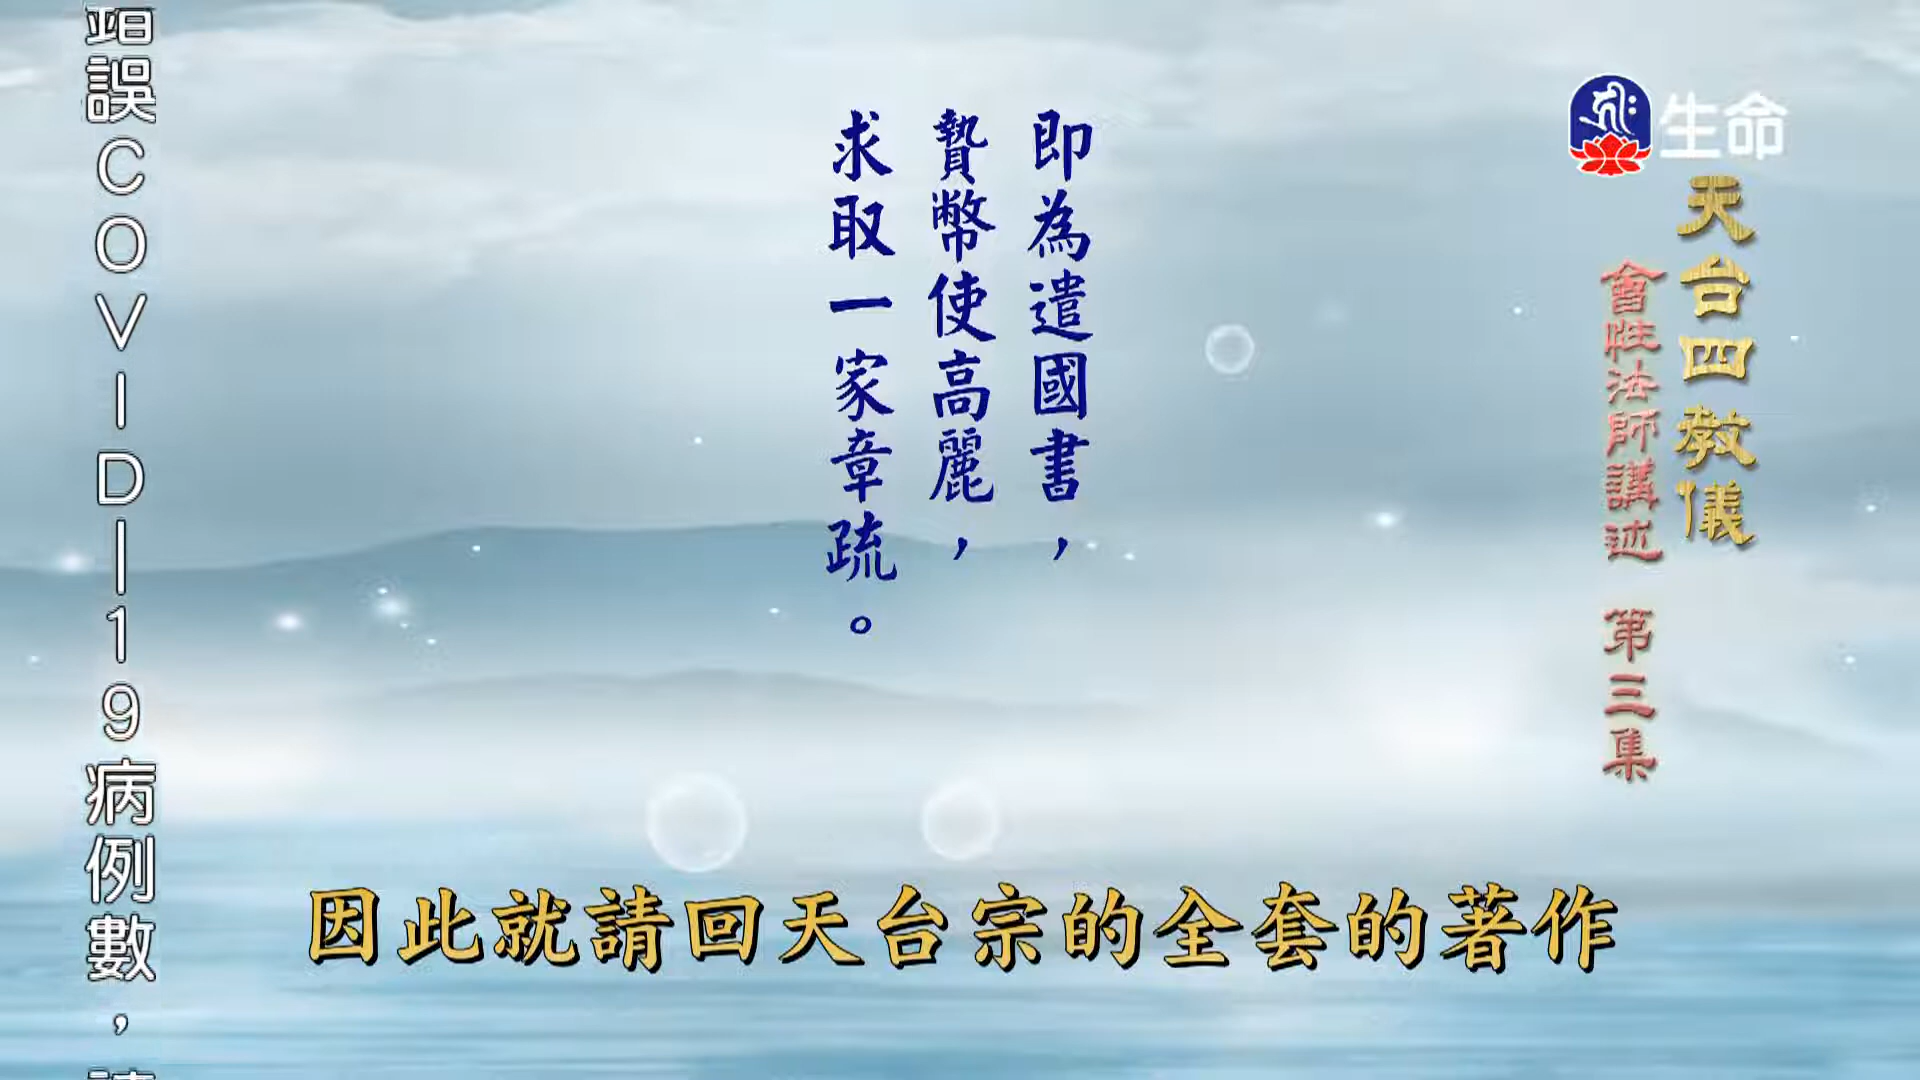 生命
天台四教儀
會性法師講述 第三集
即為遣國書，
贄幣使高麗，
求取一家章疏。
錯誤COVID|19病例數，
因此就請回天台宗的全套的著作